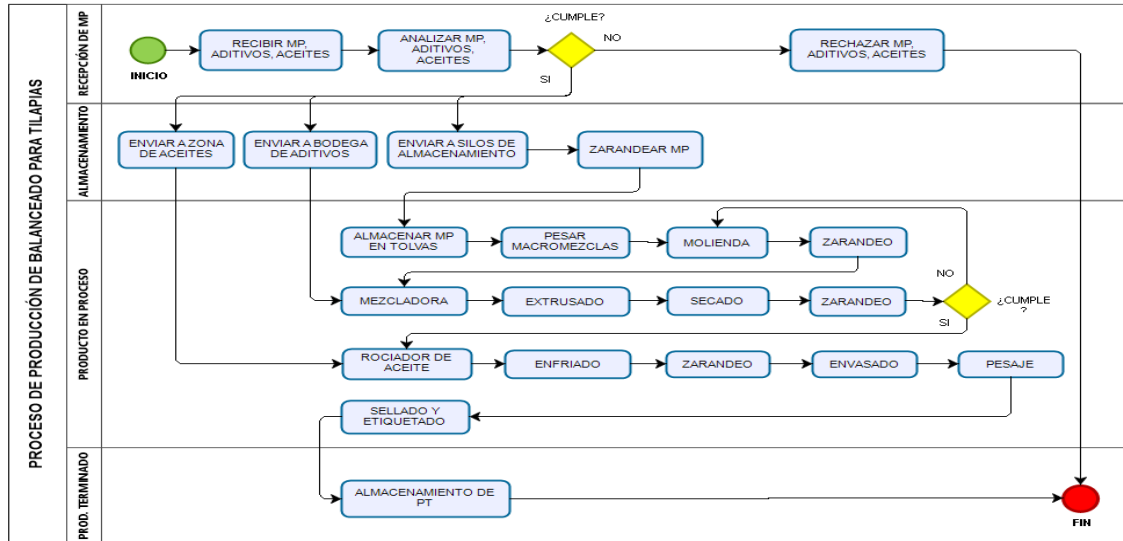 PROCESO DE PRODUCCIÓN DE BALANCEADO PARA TILAPIAS
RECEPCIÓN DE MP
INICIO
RECIBIR MP,
ADITIVOS, ACEITES
ANALIZAR MP,
ADITIVOS,
ACEITES
¿CUMPLE?
NO
SI
RECHAZAR MP,
ADITIVOS, ACEITES
ALMACENAMIENTO
ENVIAR A ZONA
DE ACEITES
ENVIAR A BODEGA
DE ADITIVOS
ENVIAR A SILOS DE
ALMACENAMIENTO
ZARANDEAR MP
PRODUCTO EN PROCESO
ALMACENAR MP
EN TOLVAS
PESAR
MACROMEZCLAS
MOLIENDA
ZARANDEO
NO
MEZCLADORA
EXTRUSADO
SECADO
ZARANDEO
¿CUMPLE
?
SI
ROCIADOR DE
ACEITE
ENFRIADO
ZARANDEO
ENVASADO
PESAJE
SELLADO Y
ETIQUETADO
PROD. TERMINADO
ALMACENAMIENTO DE
PT
FIN